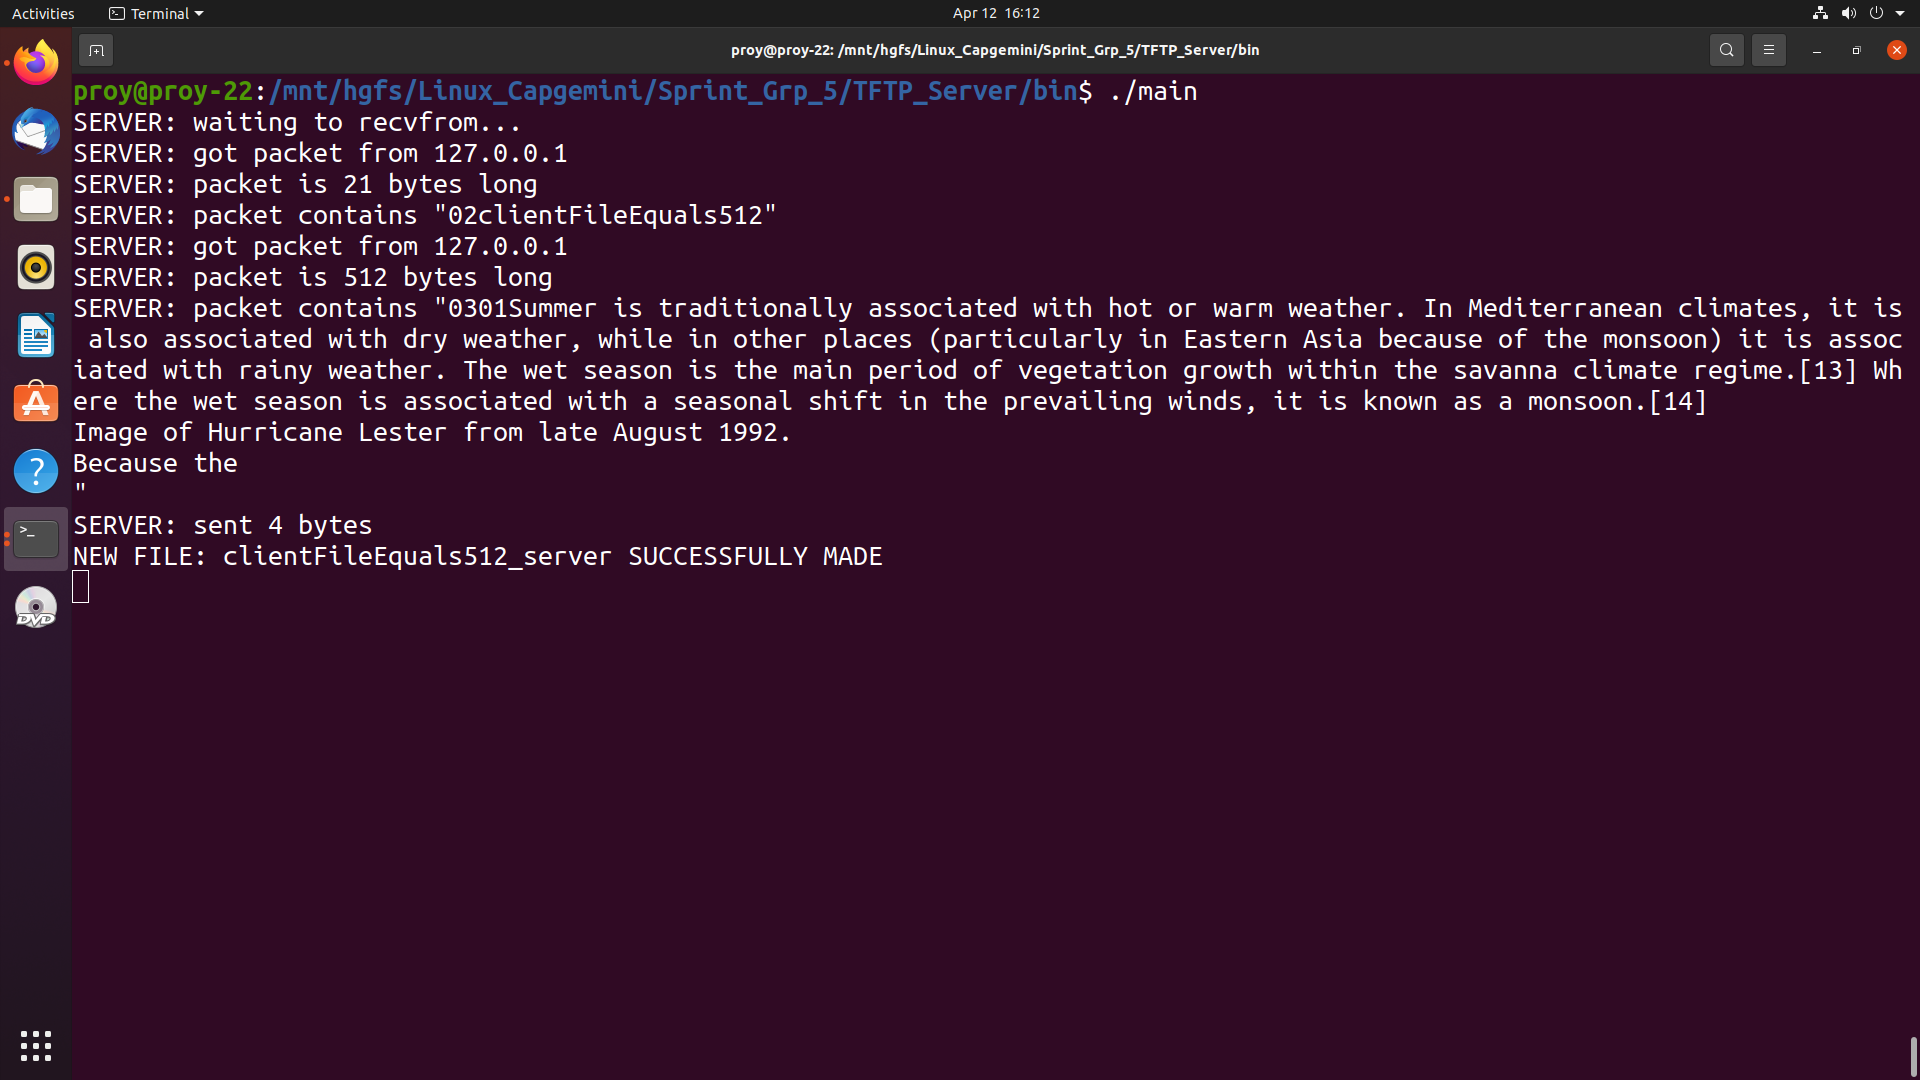 Activities
Terminal
Apr 12 16:12
proy@proy-22: /mnt/hgfs/Linux_Capgemini/Sprint_Grp_5/TFTP_Server/bin
proy@proy-22:/mnt/hgfs/Linux_Capgemini/Sprint_Grp_5/TFTP_Server/bin$ ./main
SERVER: waiting to recvfrom...
SERVER: got packet from 127.0.0.1
SERVER: packet is 21 bytes long
SERVER: packet contains "02clientFileEquals512"
SERVER: got packet from 127.0.0.1
SERVER: packet is 512 bytes long
SERVER: packet contains "0301Summer is traditionally associated with hot or warm weather. In Mediterranean climates, it is
 also associated with dry weather, while in other places (particularly in Eastern Asia because of the monsoon) it is assoc
iated with rainy weather. The wet season is the main period of vegetation growth within the savanna climate regime.[13] Wh
ere the wet season is associated with a seasonal shift in the prevailing winds, it is known as a monsoon.[14]
Image of Hurricane Lester from late August 1992.
Because the
"
SERVER: sent 4 bytes
NEW FILE: clientFileEquals512_server SUCCESSFULLY MADE
>_
DVD